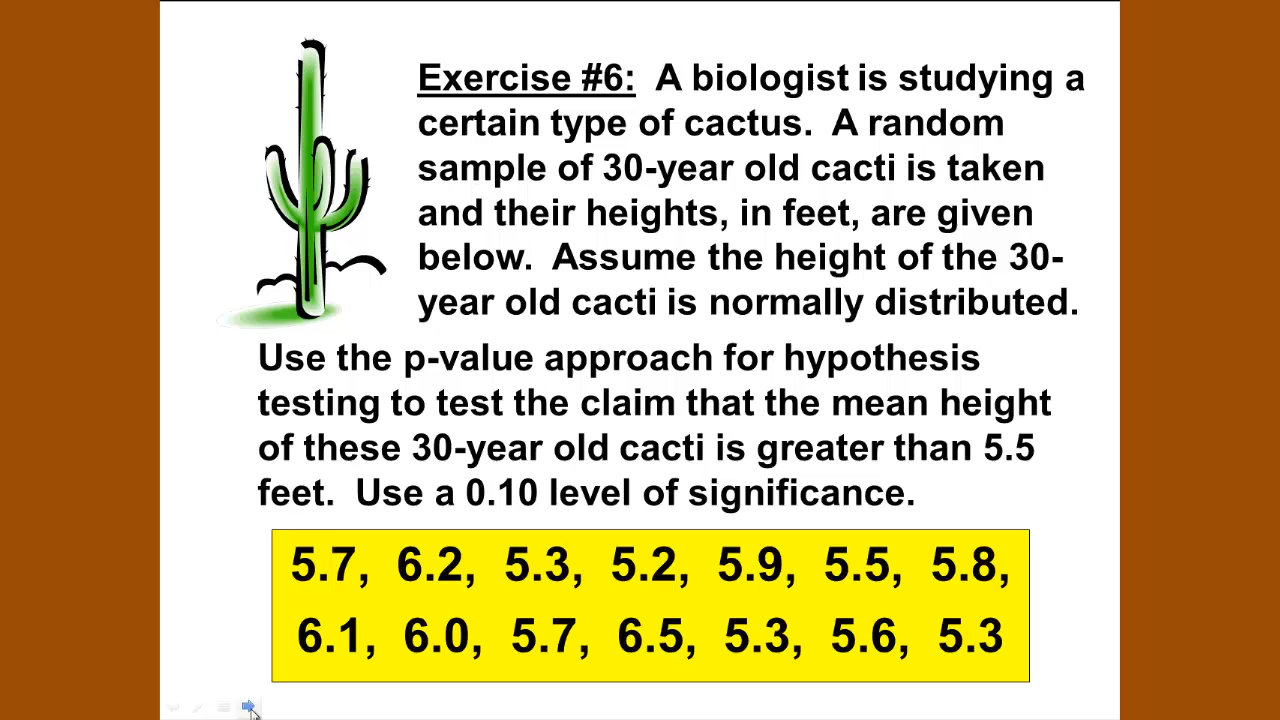 Exercise #6: A biologist is studying a
certain type of cactus. A random
sample of 30-year old cacti is taken
and their heights, in feet, are given
below. Assume the height of the 30-
year old cacti is normally distributed.
Use the p-value approach for hypothesis
testing to test the claim that the mean height
of these 30-year old cacti is greater than 5.5
feet. Use a 0.10 level of significance.
5.7, 6.2, 5.3, 5.2, 5.9, 5.5, 5.8,
6.1, 6.0, 5.7, 6.5, 5.3, 5.6, 5.3